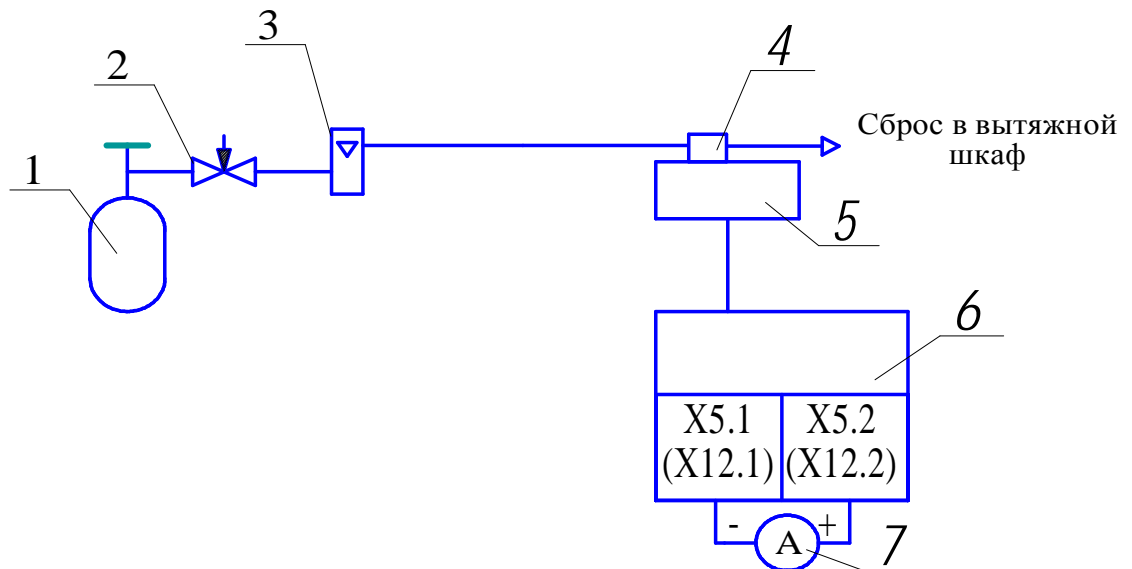 3
4
2
Сброс в вытяжной
шкаф
1
5
6
X5.1
(X12.1)
X5.2
(X12.2)
- +
A
7